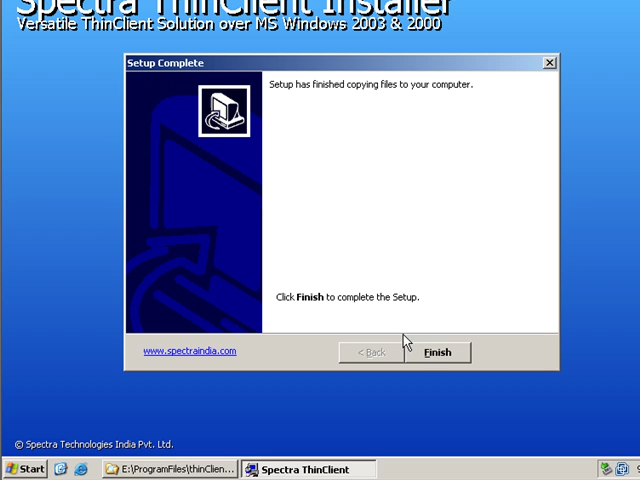 Spectra ThinClient Installer
Versatile ThinClient Solution over MS Windows 2003 & 2000
Setup Complete
Setup has finished copying files to your computer.
Click Finish to complete the Setup.
www.spectraindia.com
< Back
Finish
© Spectra Technologies India Pvt. Ltd.
Start
E:\ProgramFiles\thinClien...
Spectra ThinClient